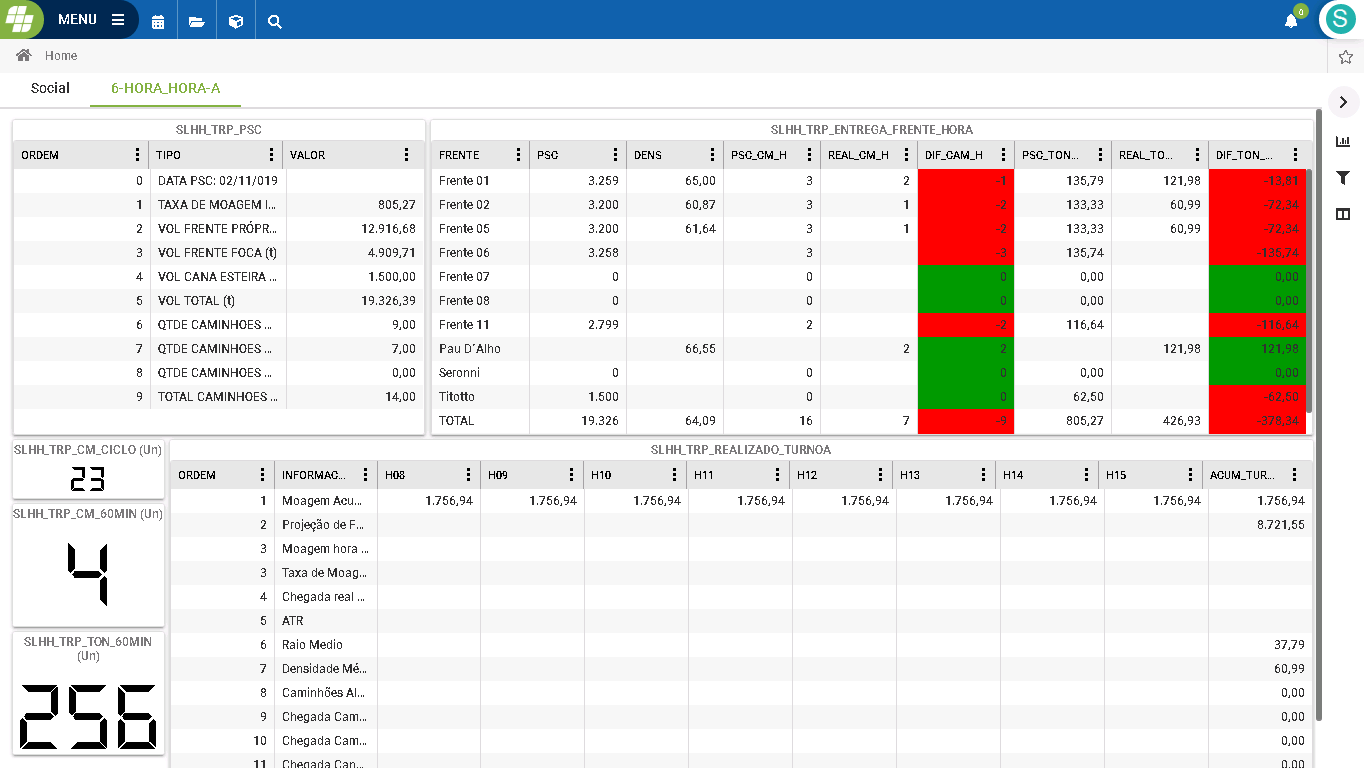 MENU
0
S
Home
Social
6-HORA_HORA-A
SLHH_TRP_PSC
ORDEM TIPO VALOR
0 DATA PSC: 02/11/019
1 TAXA DE MOAGEM I... 805,27
2 VOL FRENTE PRÓPR... 12.916,68
3 VOL FRENTE FOCA (t) 4.909,71
4 VOL CANA ESTEIRA ... 1.500,00
5 VOL TOTAL (t) 19.326,39
6 QTDE CAMINHOES ... 9,00
7 QTDE CAMINHOES ... 7,00
8 QTDE CAMINHOES ... 0,00
9 TOTAL CAMINHOES ... 14,00
SLHH_TRP_ENTREGA_FRENTE_HORA
FRENTE PSC DENS PSC_CM_H REAL_CM_H DIF_CAM_H PSC_TON... REAL_TO... DIF_TON_...
Frente 01 3.259 65,00 3 2 -1 135,79 121,98 -13,81
Frente 02 3.200 60,87 3 1 -2 133,33 60,99 -72,34
Frente 05 3.200 61,64 3 1 -2 133,33 60,99 -72,34
Frente 06 3.258 3 -3 135,74 -135,74
Frente 07 0 0 0 0,00 0,00
Frente 08 0 0 0 0,00 0,00
Frente 11 2.799 2 -2 116,64 -116,64
Pau D´Alho 66,55 2 2 121,98 121,98
Seronni 0 0 0 0,00 0,00
Titotto 1.500 0 0 62,50 -62,50
TOTAL 19.326 64,09 16 7 -9 805,27 426,93 -378,34
SLHH_TRP_CM_CICLO (Un)
23
SLHH_TRP_CM_60MIN (Un)
4
SLHH_TRP_TON_60MIN
(Un)
256
SLHH_TRP_REALIZADO_TURNOA
ORDEM INFORMAC... H08 H09 H10 H11 H12 H13 H14 H15 ACUM_TUR...
1 Moagem Acu... 1.756,94 1.756,94 1.756,94 1.756,94 1.756,94 1.756,94 1.756,94 1.756,94 1.756,94
2 Projeção de F... 8.721,55
3 Moagem hora ...
3 Taxa de Moag...
4 Chegada real ...
5 ATR
6 Raio Medio 37,79
7 Densidade Mé... 60,99
8 Caminhões Al... 0,00
9 Chegada Cam... 0,00
10 Chegada Cam... 0,00
11 Chegada Can... 0,00